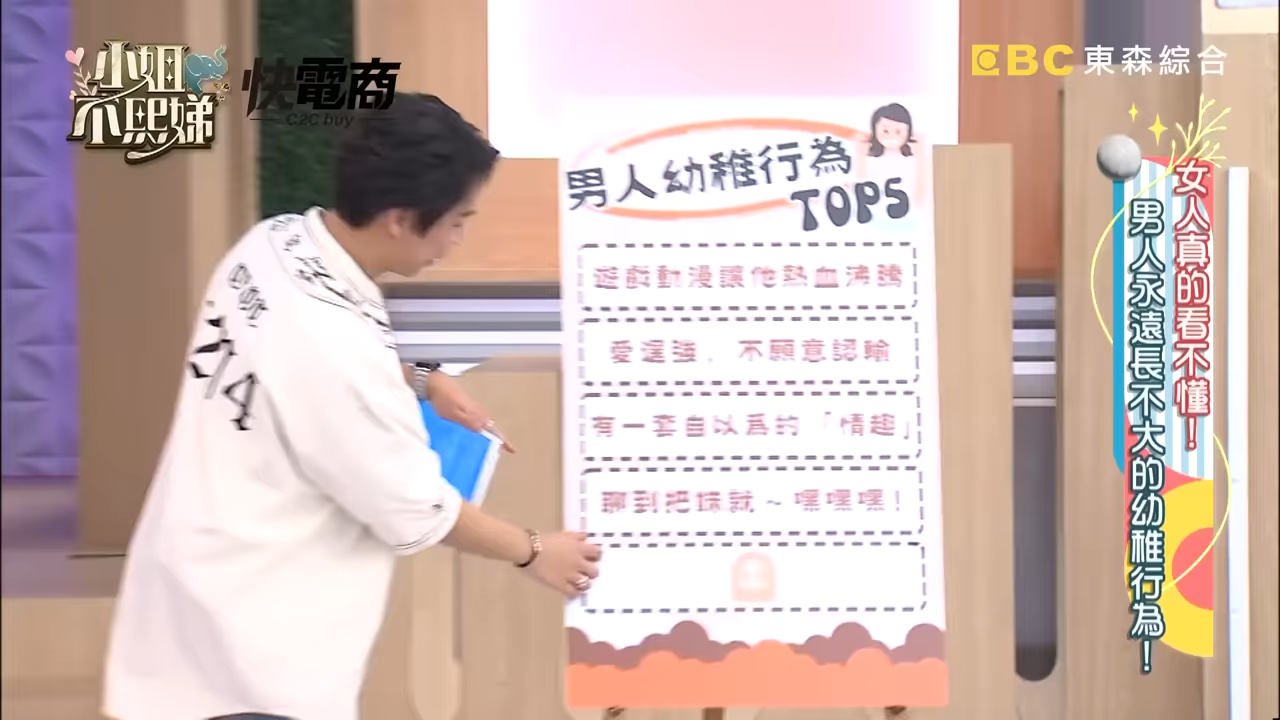 小姐不熙娣
快電商
C2C buy
EBC 東森綜合
男人幼稚行為
TOP5
遊戲動漫讓他熱血沸騰
愛逞強，不願意認輸
有一套自以為的「情趣」
聊到把妹就~嘿嘿嘿！
女人真的看不懂！
男人永遠長不大的幼稚行為！